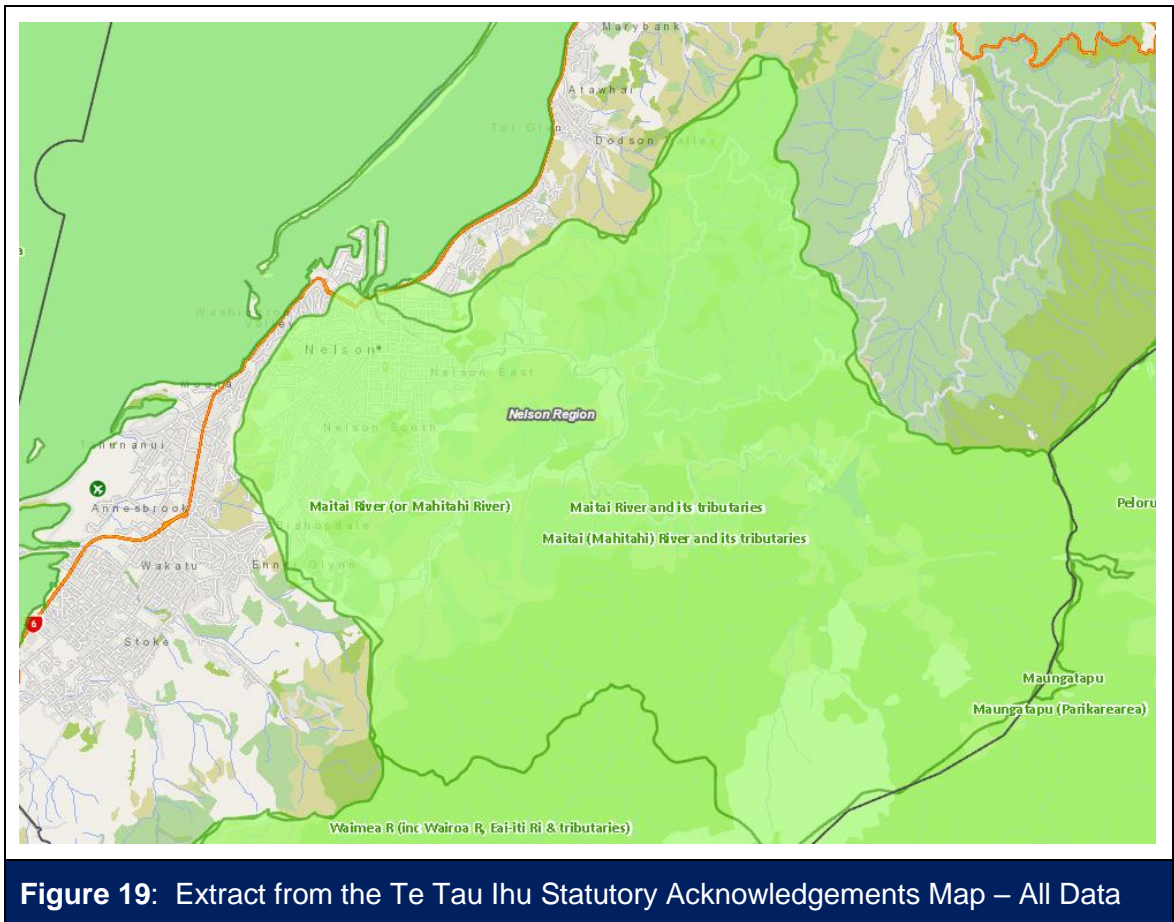 Marybank
Atawhai
Tui Glen
Dodson Valley
Washington
Valley
Nelson
Nelson East
Moana
Nelson Region
Nelson South
Tahunanui
Maitai River (or Mahitahi River)
Maitai River and its tributaries
Peloru
Annesbrook
Bishopdale
Maitai (Mahitahi) River and its tributaries
Wakatu
Enner Glynn
6
Stoke
Maungatapu
Maungatapu (Parikarearea)
Waimea R (inc Wairoa R, Eai-iti Ri & tributaries)
Figure 19: Extract from the Te Tau Ihu Statutory Acknowledgements Map – All Data